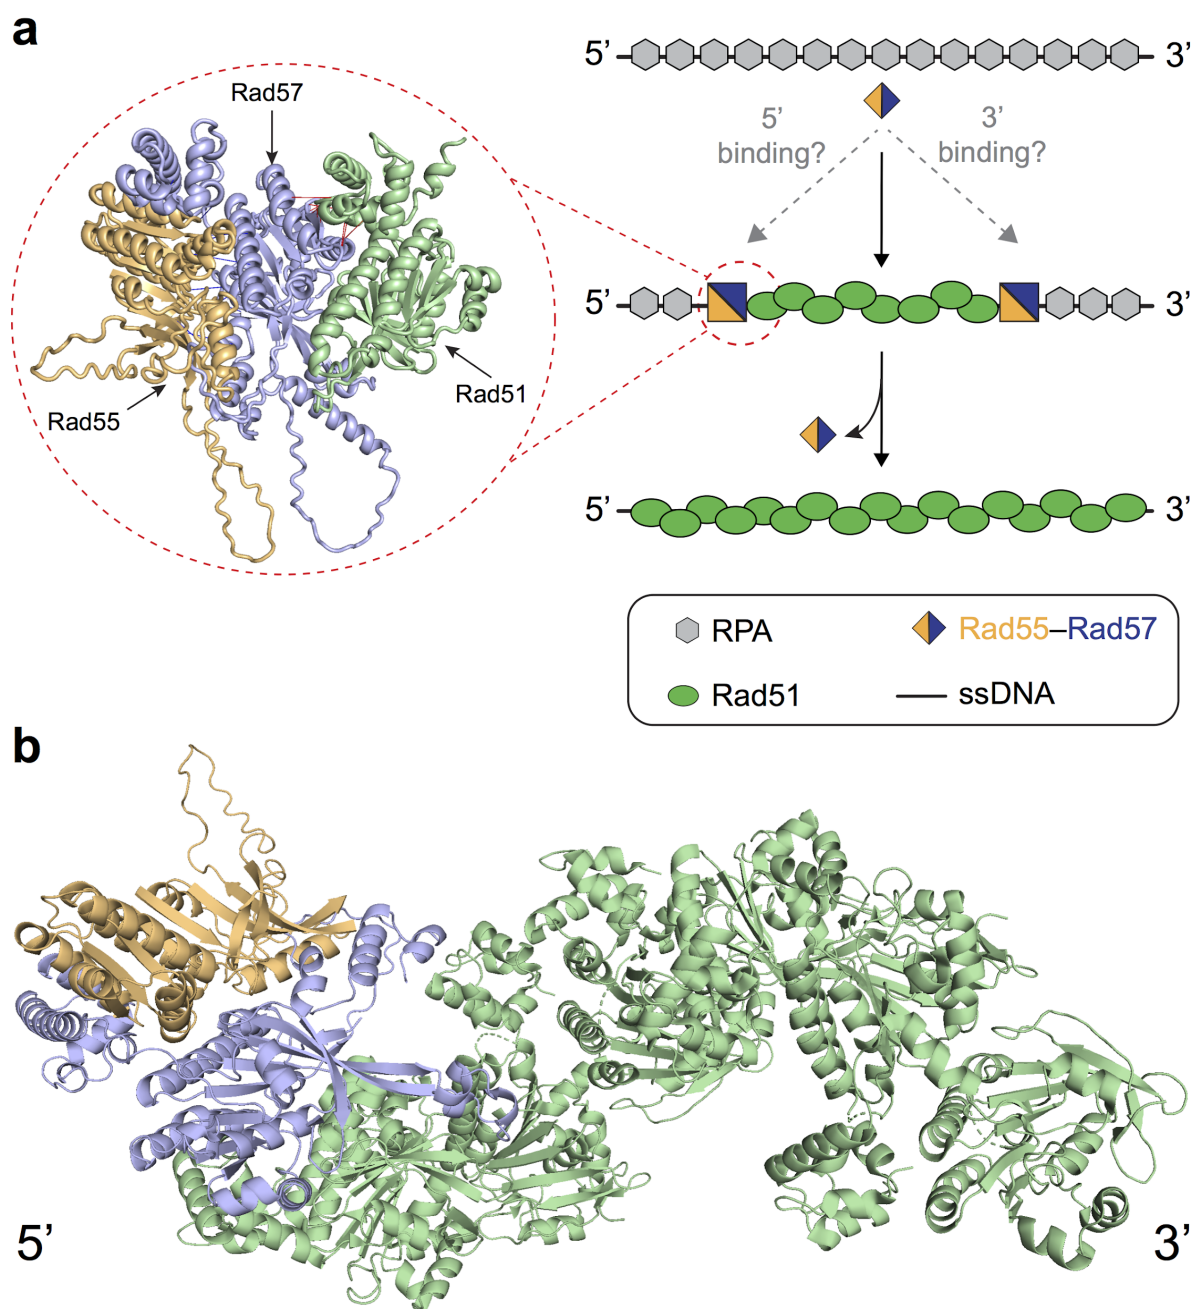 a
Rad57
Rad51
Rad55
5’
3’
5’
binding?
3’
binding?
5’
3’
5’
3’
RPA
Rad55–Rad57
Rad51
ssDNA
b
5’
3’